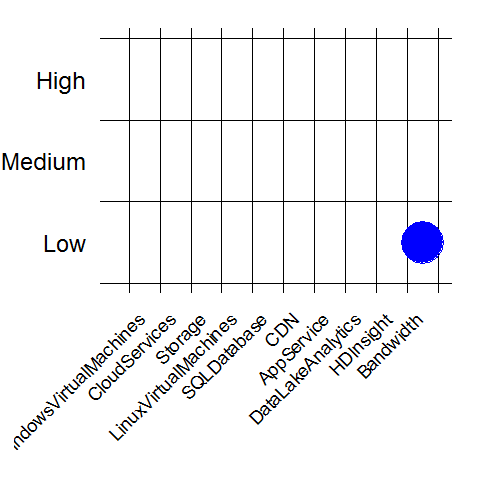 High
Medium
Low
ndowsVirtualMachines
CloudServices
Storage
LinuxVirtualMachines
SQLDatabase
CDN
AppService
DataLakeAnalytics
HDInsight
Bandwidth